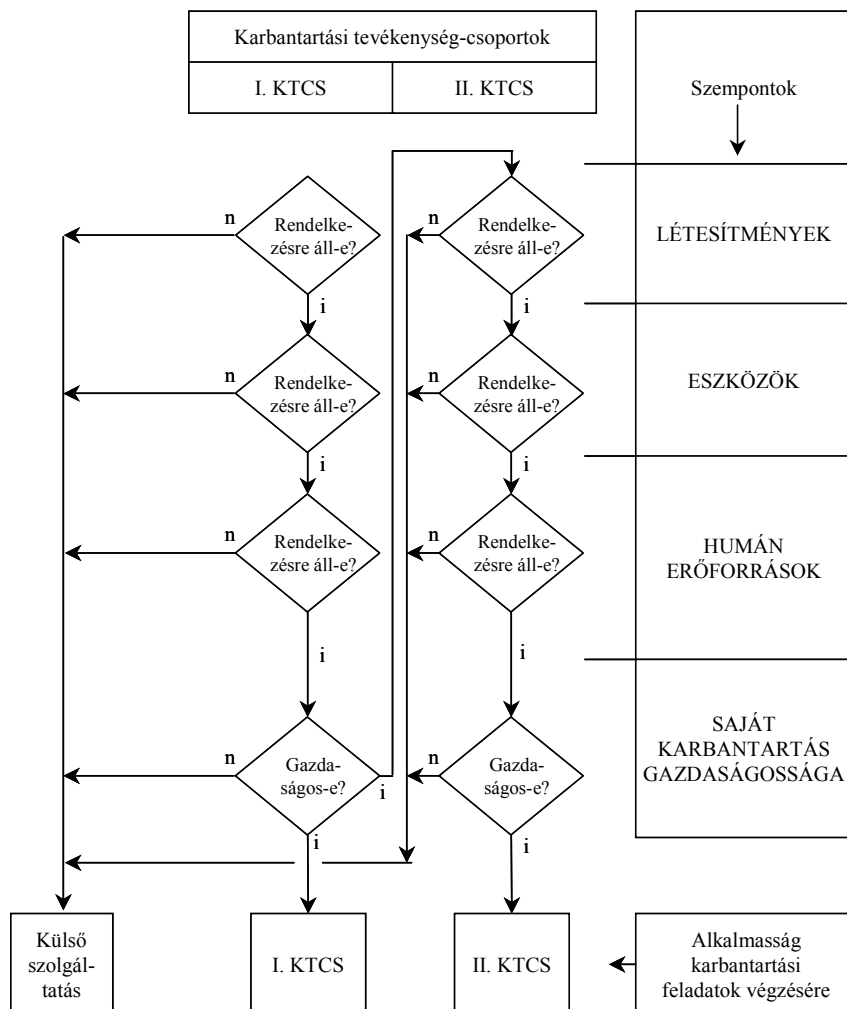 Karbantartási tevékenység-csoportok
I. KTCS
II. KTCS
Szempontok
n
Rendelke-
zésre áll-e?
i
n
Rendelke-
zésre áll-e?
i
LÉTESÍTMÉNYEK
n
Rendelke-
zésre áll-e?
i
n
Rendelke-
zésre áll-e?
i
ESZKÖZÖK
n
Rendelke-
zésre áll-e?
i
n
Rendelke-
zésre áll-e?
i
HUMÁN
ERŐFORRÁSOK
n
Gazda-
ságos-e?
i
i
n
Gazda-
ságos-e?
i
SAJÁT
KARBANTARTÁS
GAZDASÁGOSSÁGA
Külső
szolgál-
tatás
I. KTCS
II. KTCS
Alkalmasság
karbantartási
feladatok végzésére